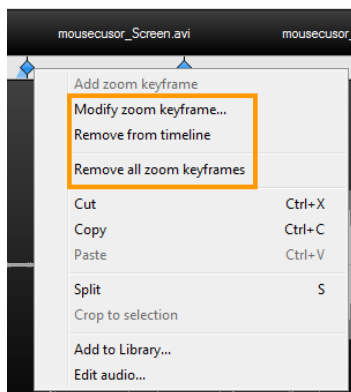 mousecusor_Screen.avi mousecusor_
Add zoom keyframe
Modify zoom keyframe...
Remove from timeline
Remove all zoom keyframes
Cut Ctrl+X
Copy Ctrl+C
Paste Ctrl+V
Split S
Crop to selection
Add to Library...
Edit audio...